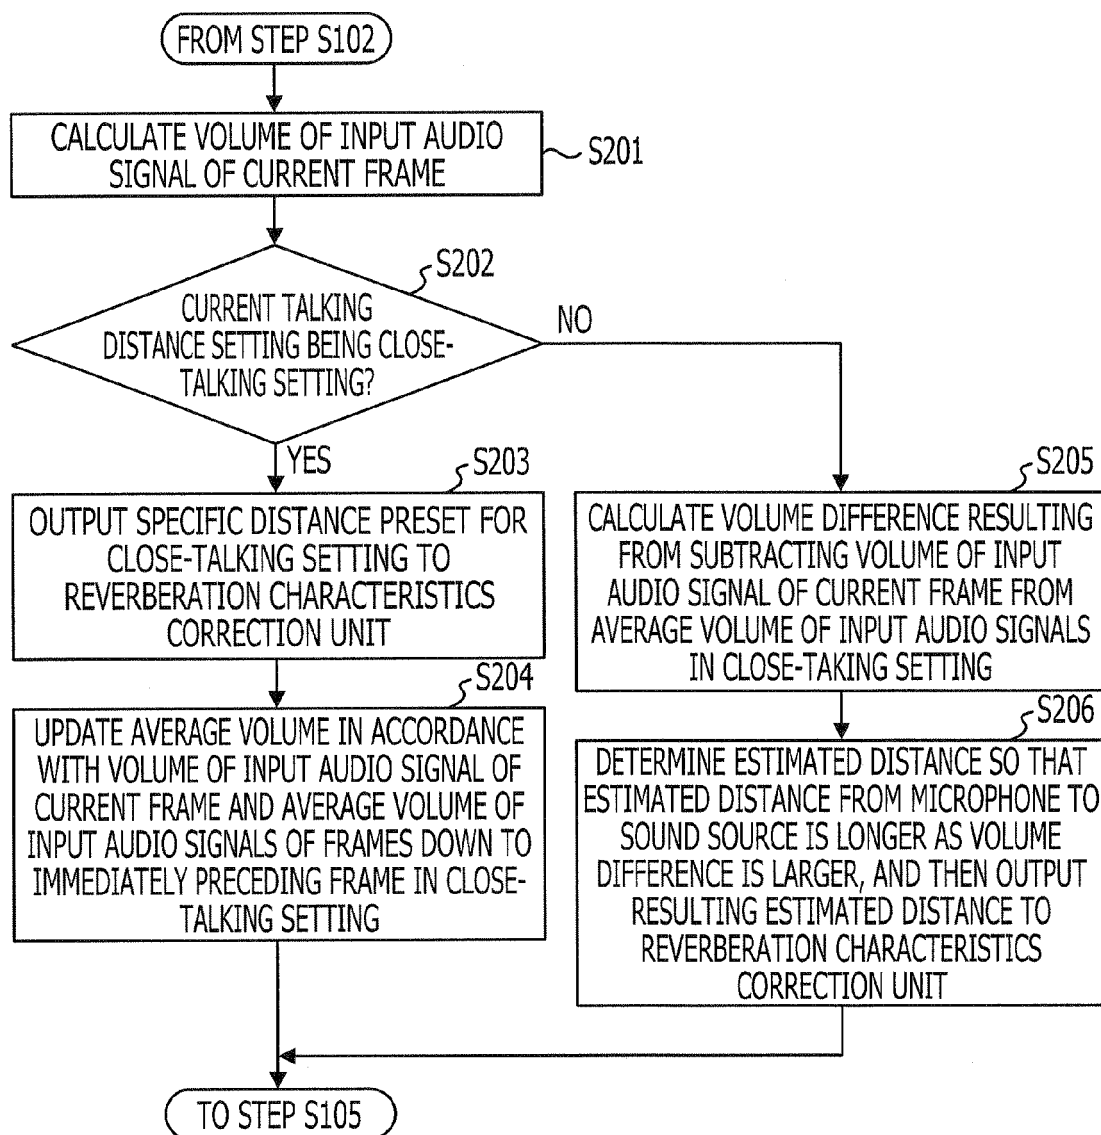 FROM STEP S102
CALCULATE VOLUME OF INPUT AUDIO
SIGNAL OF CURRENT FRAME
S201
S202
CURRENT TALKING
DISTANCE SETTING BEING CLOSE-
TALKING SETTING?
NO
YES
S203
OUTPUT SPECIFIC DISTANCE PRESET FOR
CLOSE-TALKING SETTING TO
REVERBERATION CHARACTERISTICS
CORRECTION UNIT
S204
UPDATE AVERAGE VOLUME IN ACCORDANCE
WITH VOLUME OF INPUT AUDIO SIGNAL OF
CURRENT FRAME AND AVERAGE VOLUME OF
INPUT AUDIO SIGNALS OF FRAMES DOWN TO
IMMEDIATELY PRECEDING FRAME IN CLOSE-
TALKING SETTING
S205
CALCULATE VOLUME DIFFERENCE RESULTING
FROM SUBTRACTING VOLUME OF INPUT
AUDIO SIGNAL OF CURRENT FRAME FROM
AVERAGE VOLUME OF INPUT AUDIO SIGNALS
IN CLOSE-TAKING SETTING
S206
DETERMINE ESTIMATED DISTANCE SO THAT
ESTIMATED DISTANCE FROM MICROPHONE TO
SOUND SOURCE IS LONGER AS VOLUME
DIFFERENCE IS LARGER, AND THEN OUTPUT
RESULTING ESTIMATED DISTANCE TO
REVERBERATION CHARACTERISTICS
CORRECTION UNIT
TO STEP S105